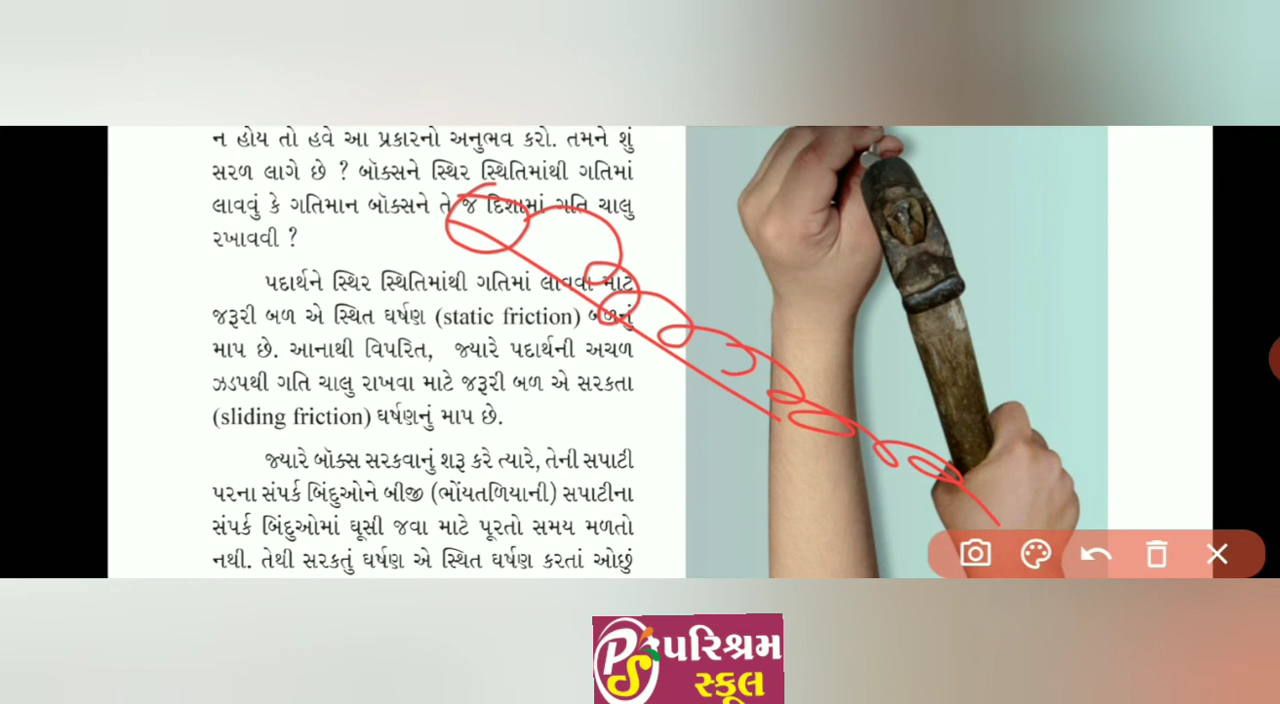 ન હોય તો હવે આ પ્રકારનો અનુભવ કરો. તમને શું
સરળ લાગે છે ? બૉક્સને સ્થિર સ્થિતિમાંથી ગતિમાં
લાવવું કે ગતિમાન બૉક્સને તે જ દિશામાં ગતિ ચાલુ
રખાવવી ?
પદાર્થને સ્થિર સ્થિતિમાંથી ગતિમાં લાવવા માટે
જરૂરી બળ એ સ્થિત ઘર્ષણ (static friction) બળનું
માપ છે. આનાથી વિપરિત, જ્યારે પદાર્થની અચળ
ઝડપથી ગતિ ચાલુ રાખવા માટે જરૂરી બળ એ સરકતા
(sliding friction) ઘર્ષણનું માપ છે.
જ્યારે બૉક્સ સરકવાનું શરૂ કરે ત્યારે, તેની સપાટી
પરના સંપર્ક બિંદુઓને બીજી (ભોંયતળિયાની) સપાટીના
સંપર્ક બિંદુઓમાં ઘૂસી જવા માટે પૂરતો સમય મળતો
નથી. તેથી સરકતું ઘર્ષણ એ સ્થિત ઘર્ષણ કરતાં ઓછું
PS પરિશ્રમ
સ્કૂલ